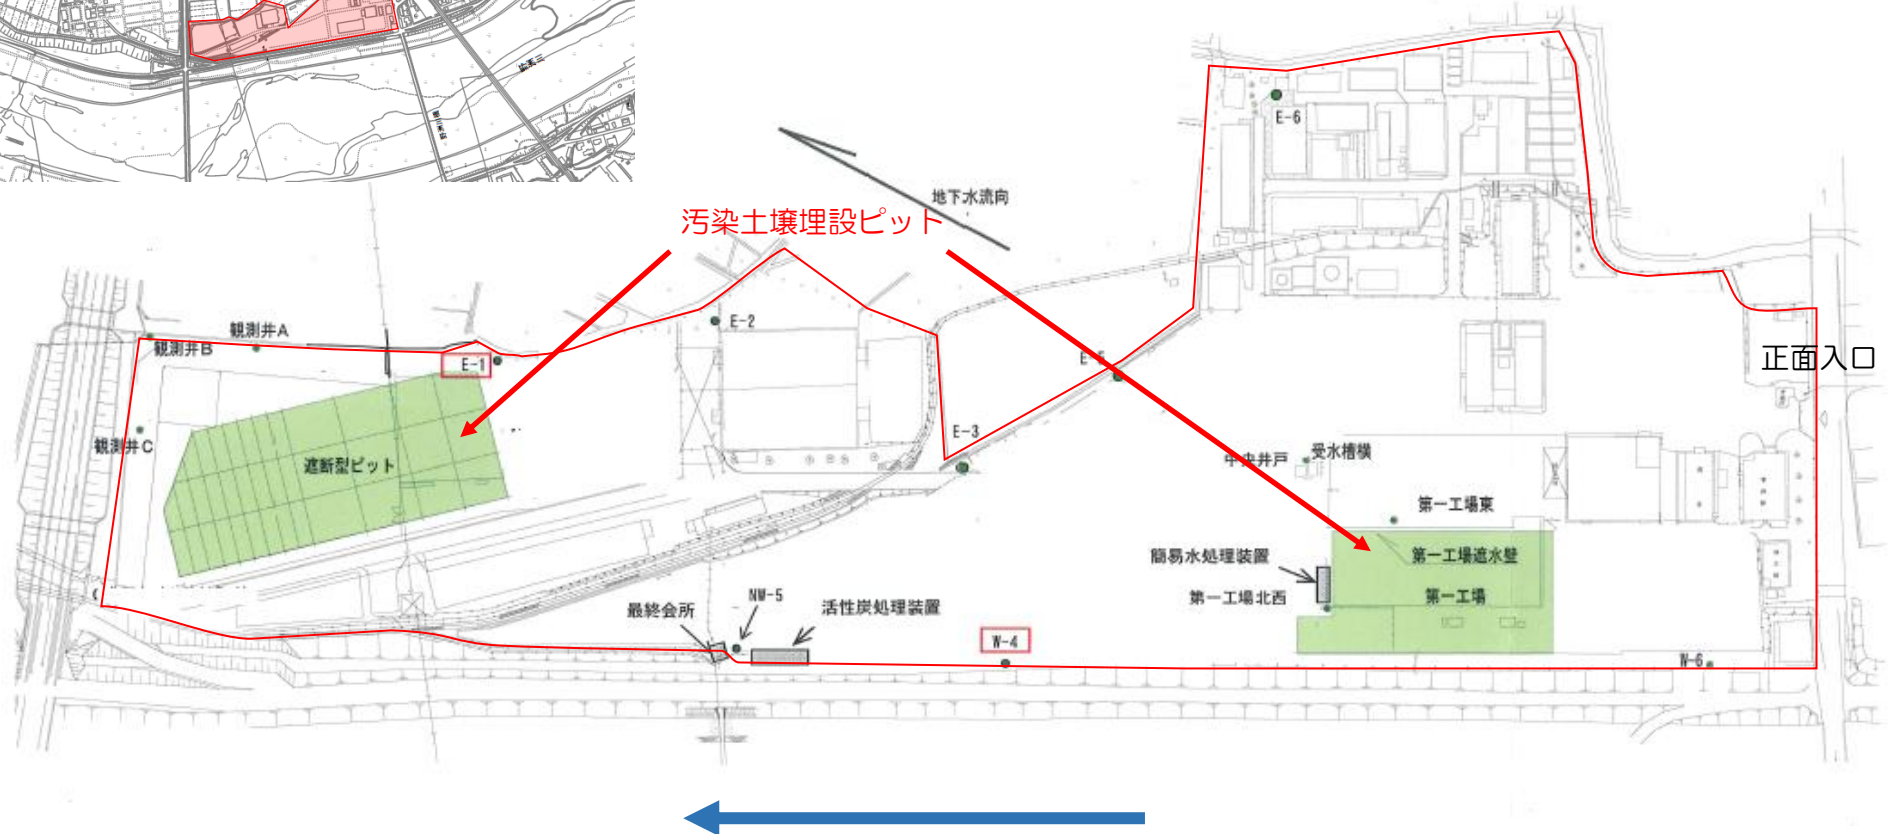 地下水流向
汚染土壌埋設ピット
E-6
観測井A
観測井B
E-1
E-2
E-5
正面入口
観測井C
遮断型ピット
E-3
中央井戸
受水槽横
第一工場東
簡易水処理装置
第一工場遮水壁
第一工場北西
第一工場
最終会所
NW-5
活性炭処理装置
W-4
W-6